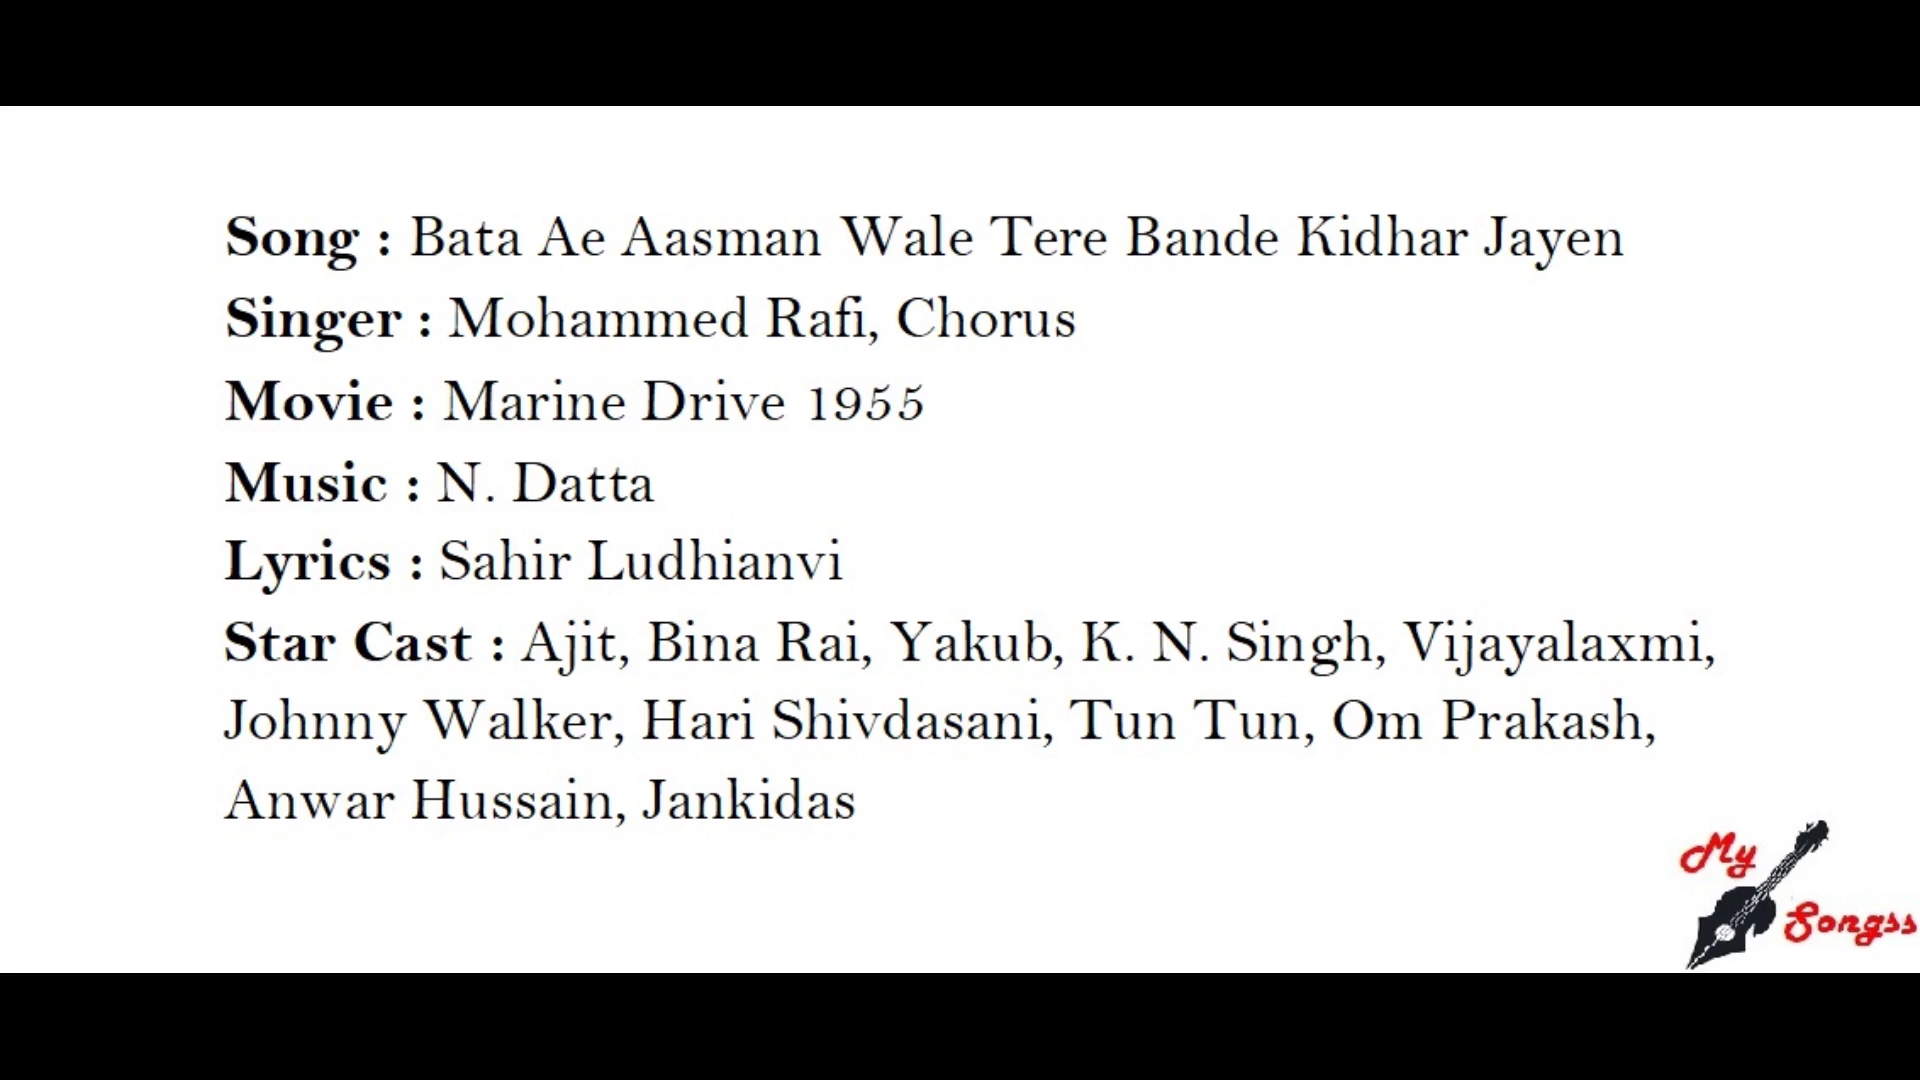 Song : Bata Ae Aasman Wale Tere Bande Kidhar Jayen
Singer : Mohammed Rafi, Chorus
Movie : Marine Drive 1955
Music : N. Datta
Lyrics : Sahir Ludhianvi
Star Cast : Ajit, Bina Rai, Yakub, K. N. Singh, Vijayalaxmi,
Johnny Walker, Hari Shivdasani, Tun Tun, Om Prakash,
Anwar Hussain, Jankidas
My
Songss